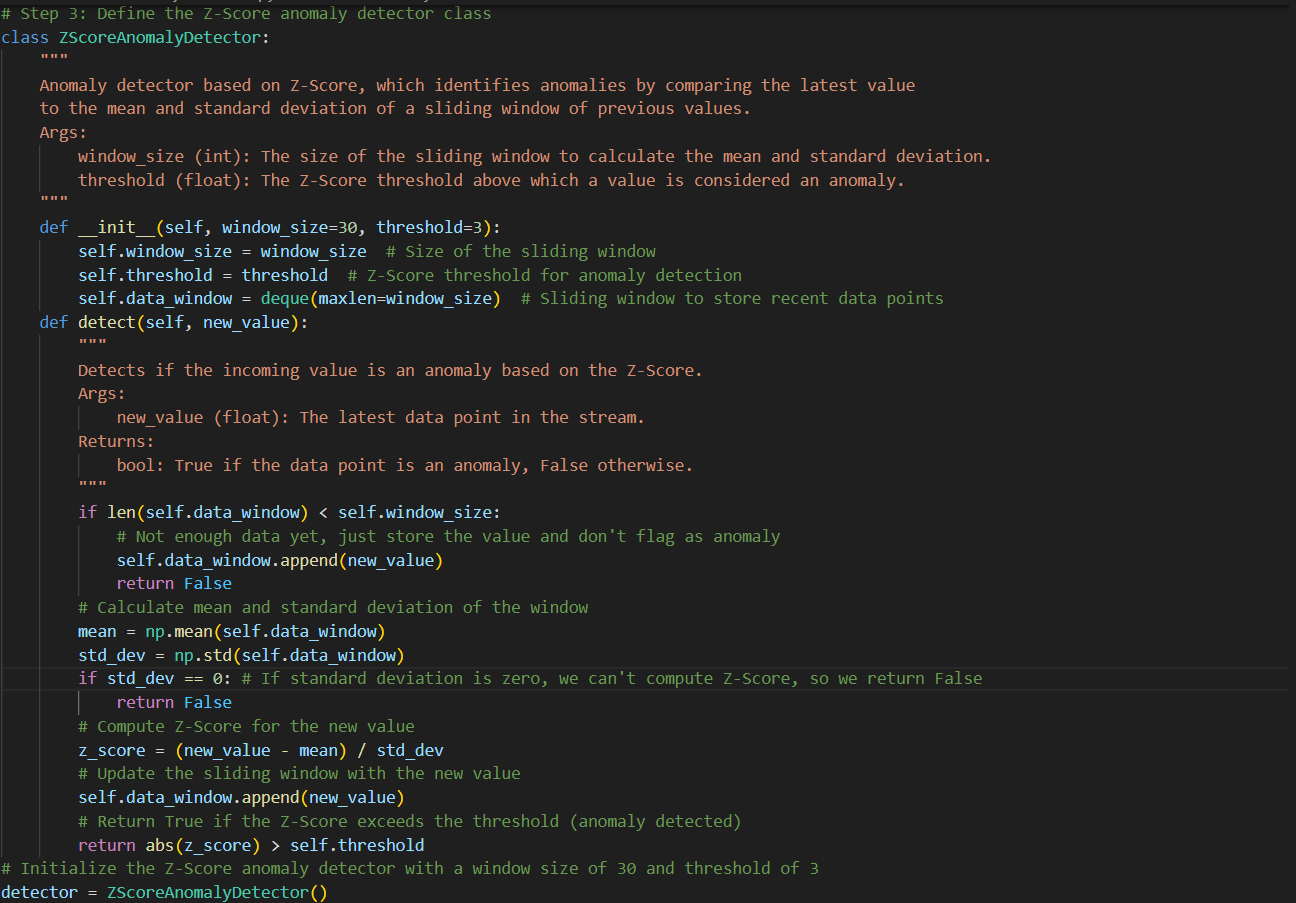 # Step 3: Define the Z-Score anomaly detector class
class ZScoreAnomalyDetector:
    """
    Anomaly detector based on Z-Score, which identifies anomalies by comparing the latest value
    to the mean and standard deviation of a sliding window of previous values.
    Args:
        window_size (int): The size of the sliding window to calculate the mean and standard deviation.
        threshold (float): The Z-Score threshold above which a value is considered an anomaly.
    """
    def __init__(self, window_size=30, threshold=3):
        self.window_size = window_size  # Size of the sliding window
        self.threshold = threshold  # Z-Score threshold for anomaly detection
        self.data_window = deque(maxlen=window_size)  # Sliding window to store recent data points
    def detect(self, new_value):
        """
        Detects if the incoming value is an anomaly based on the Z-Score.
        Args:
            new_value (float): The latest data point in the stream.
        Returns:
            bool: True if the data point is an anomaly, False otherwise.
        """
        if len(self.data_window) < self.window_size:
            # Not enough data yet, just store the value and don't flag as anomaly
            self.data_window.append(new_value)
            return False
        # Calculate mean and standard deviation of the window
        mean = np.mean(self.data_window)
        std_dev = np.std(self.data_window)
        if std_dev == 0: # If standard deviation is zero, we can't compute Z-Score, so we return False
            return False
        # Compute Z-Score for the new value
        z_score = (new_value - mean) / std_dev
        # Update the sliding window with the new value
        self.data_window.append(new_value)
        # Return True if the Z-Score exceeds the threshold (anomaly detected)
        return abs(z_score) > self.threshold
# Initialize the Z-Score anomaly detector with a window size of 30 and threshold of 3
detector = ZScoreAnomalyDetector()